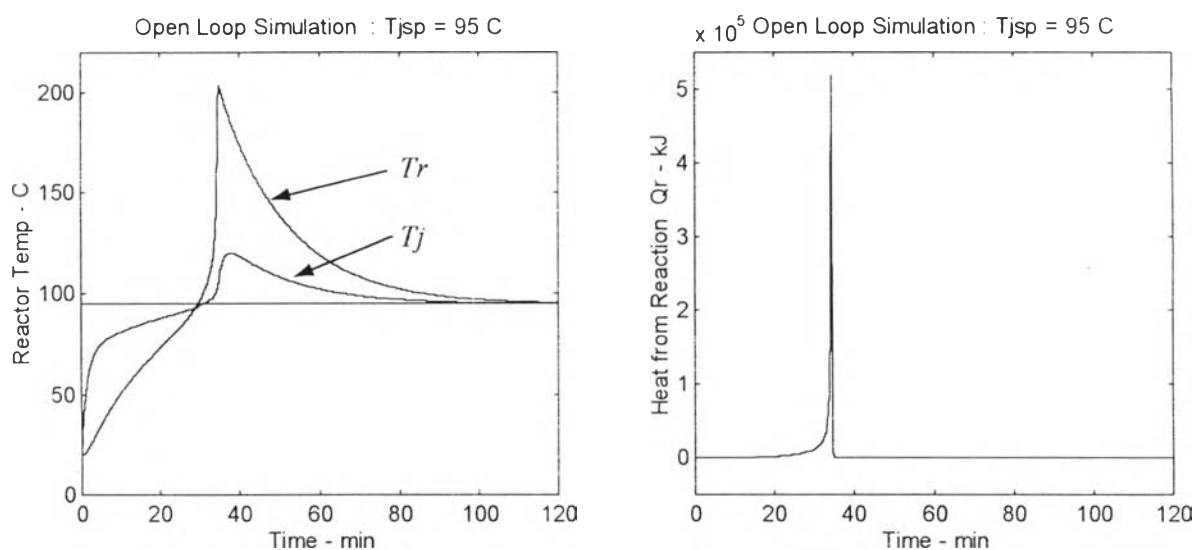 Open Loop Simulation : Tjsp = 95 C
200
150
100
50
0
0 20 40 60 80 100 120
Reactor Temp - C
Time - min
Tr
Tj
x 10^5 Open Loop Simulation : Tjsp = 95 C
5
4
3
2
1
0
0 20 40 60 80 100 120
Heat from Reaction Qr - kJ
Time - min